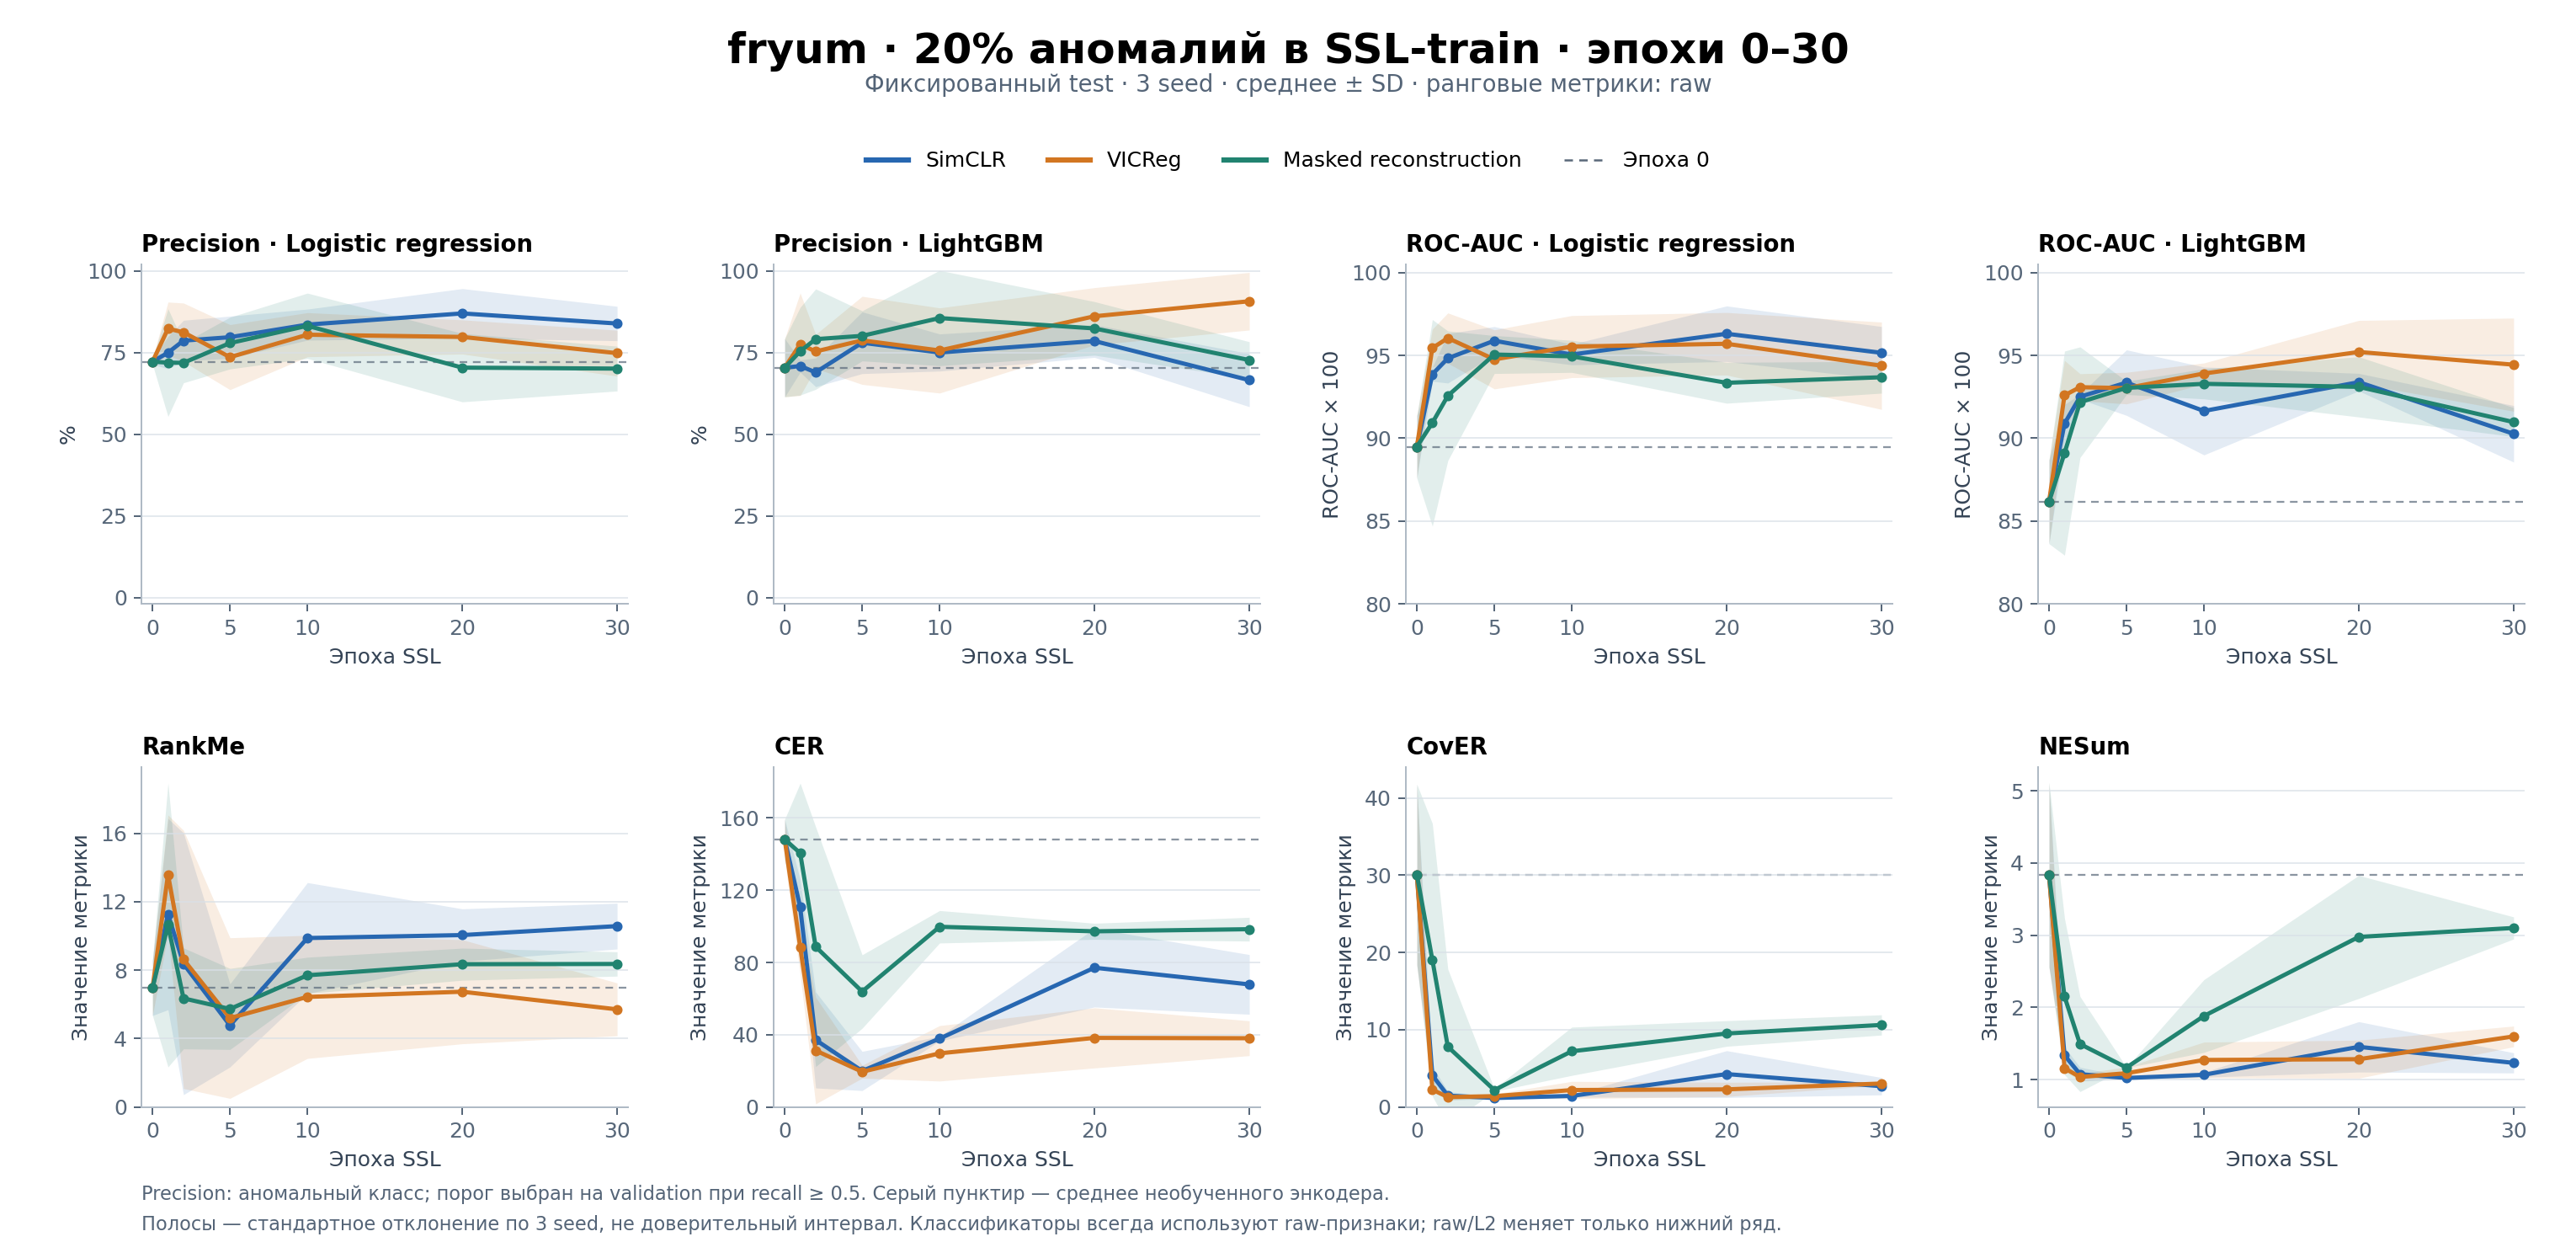 fryum · 20% аномалий в SSL-train · эпохи 0–30
Фиксированный test · 3 seed · среднее ± SD · ранговые метрики: raw
SimCLR VICReg Masked reconstruction Эпоха 0
Precision · Logistic regression
100
75
50
25
0
%
0 5 10 20 30
Эпоха SSL
Precision · LightGBM
100
75
50
25
0
%
0 5 10 20 30
Эпоха SSL
ROC-AUC · Logistic regression
100
95
90
85
80
ROC-AUC × 100
0 5 10 20 30
Эпоха SSL
ROC-AUC · LightGBM
100
95
90
85
80
ROC-AUC × 100
0 5 10 20 30
Эпоха SSL
RankMe
16
12
8
4
0
Значение метрики
0 5 10 20 30
Эпоха SSL
CER
160
120
80
40
0
Значение метрики
0 5 10 20 30
Эпоха SSL
CovER
40
30
20
10
0
Значение метрики
0 5 10 20 30
Эпоха SSL
NESum
5
4
3
2
1
Значение метрики
0 5 10 20 30
Эпоха SSL
Precision: аномальный класс; порог выбран на validation при recall ≥ 0.5. Серый пунктир — среднее необученного энкодера.
Полосы — стандартное отклонение по 3 seed, не доверительный интервал. Классификаторы всегда используют raw-признаки; raw/L2 меняет только нижний ряд.